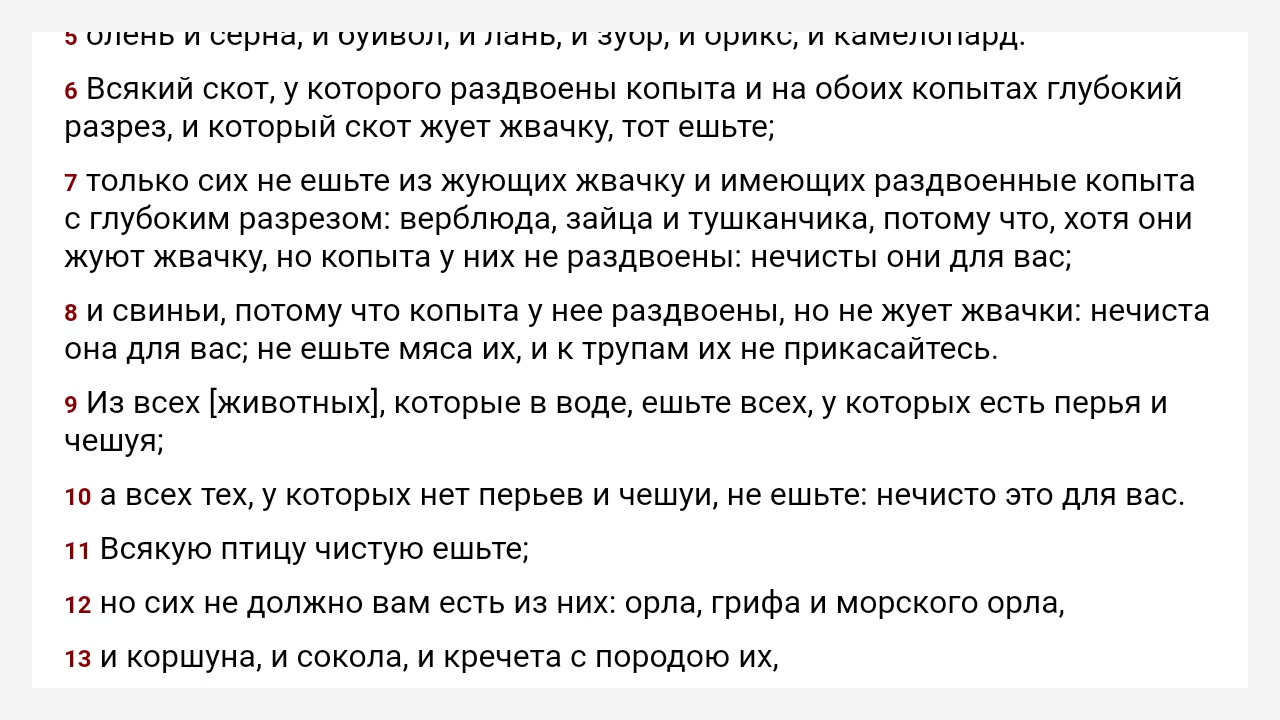 5 олень и серна, и буйвол, и лань, и зубр, и орикс, и камелопард.
6 Всякий скот, у которого раздвоены копыта и на обоих копытах глубокий
разрез, и который скот жует жвачку, тот ешьте;
7 только сих не ешьте из жующих жвачку и имеющих раздвоенные копыта
с глубоким разрезом: верблюда, зайца и тушканчика, потому что, хотя они
жуют жвачку, но копыта у них не раздвоены: нечисты они для вас;
8 и свиньи, потому что копыта у нее раздвоены, но не жует жвачки: нечиста
она для вас; не ешьте мяса их, и к трупам их не прикасайтесь.
9 Из всех [животных], которые в воде, ешьте всех, у которых есть перья и
чешуя;
10 а всех тех, у которых нет перьев и чешуи, не ешьте: нечисто это для вас.
11 Всякую птицу чистую ешьте;
12 но сих не должно вам есть из них: орла, грифа и морского орла,
13 и коршуна, и сокола, и кречета с породою их,